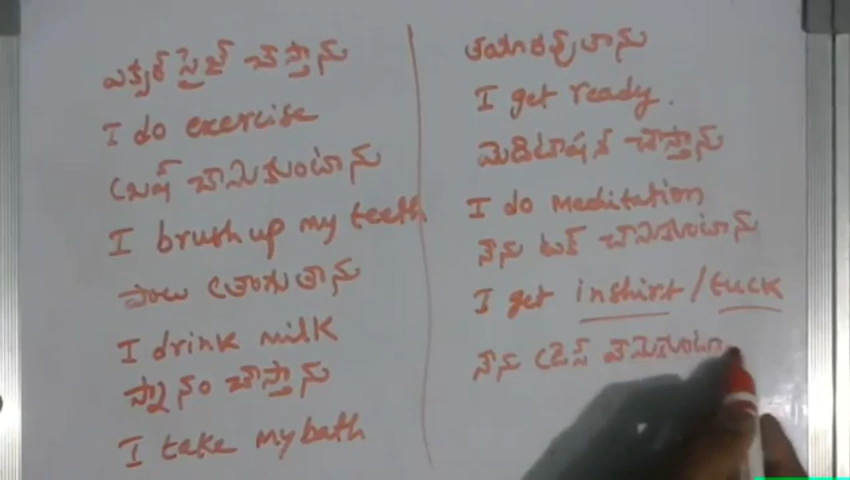 ఎక్సర్ సైజ్ చేస్తాను
I do exercise
బ్రష్ చేసుకుంటాను
I brush up my teeth
పాలు త్రాగుతాను
I drink milk
స్నానం చేస్తాను
I take my bath
తయారవుతాను
I get ready.
మెడిటేషన్ చేస్తాను
I do Meditation
నేను టక్ చేసుకుంటాను
I get inshirt / tuck
నేను డ్రెస్